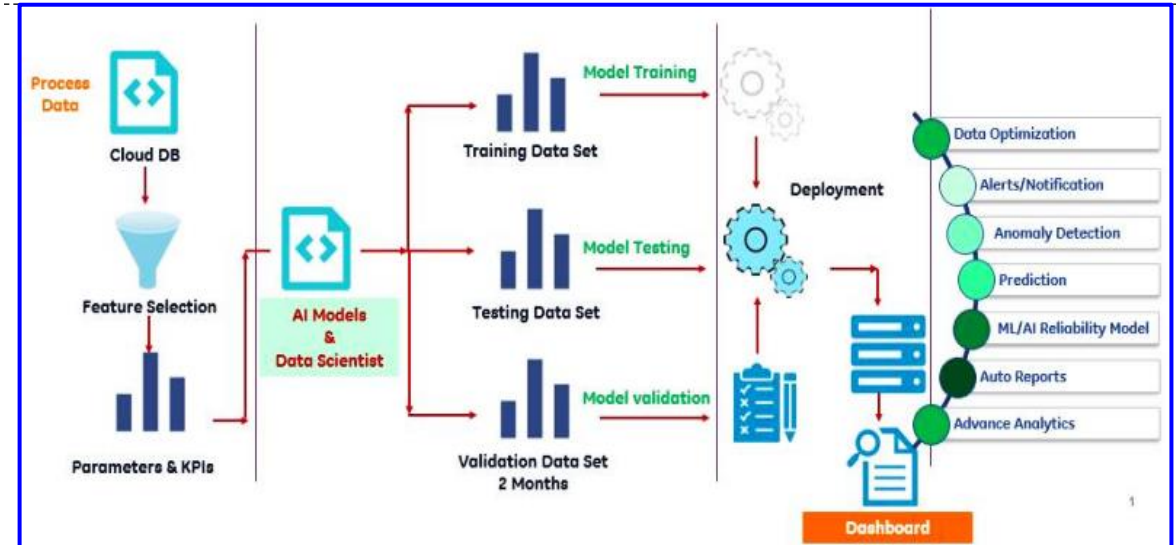 Process
Data
Cloud DB
Feature Selection
Parameters & KPIs
AI Models
&
Data Scientist
Training Data Set
Testing Data Set
Validation Data Set
2 Months
Model Training
Model Testing
Model validation
Deployment
Dashboard
Data Optimization
Alerts/Notification
Anomaly Detection
Prediction
ML/AI Reliability Model
Auto Reports
Advance Analytics
1